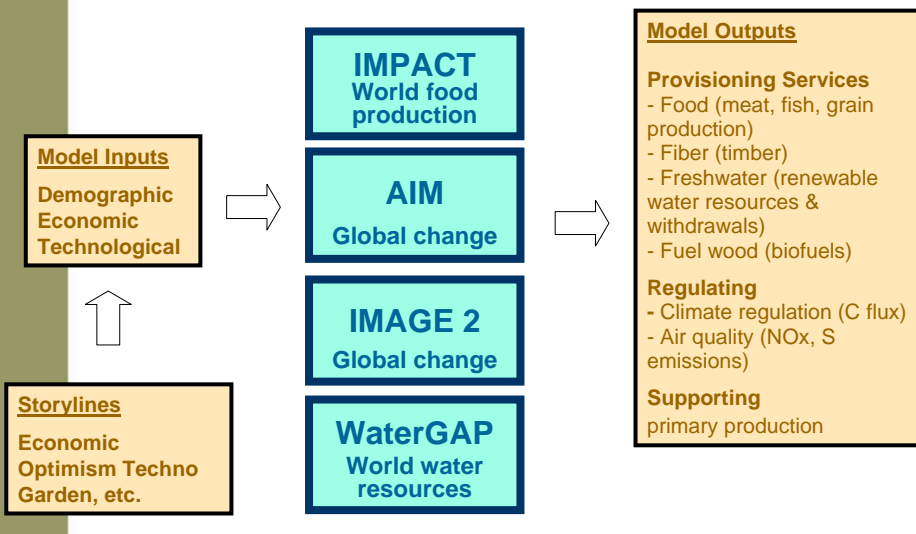 Storylines
Economic
Optimism Techno
Garden, etc.
Model Inputs
Demographic
Economic
Technological
IMPACT
World food
production
AIM
Global change
IMAGE 2
Global change
WaterGAP
World water
resources
Model Outputs
Provisioning Services
- Food (meat, fish, grain
production)
- Fiber (timber)
- Freshwater (renewable
water resources &
withdrawals)
- Fuel wood (biofuels)
Regulating
- Climate regulation (C flux)
- Air quality (NOx, S
emissions)
Supporting
primary production